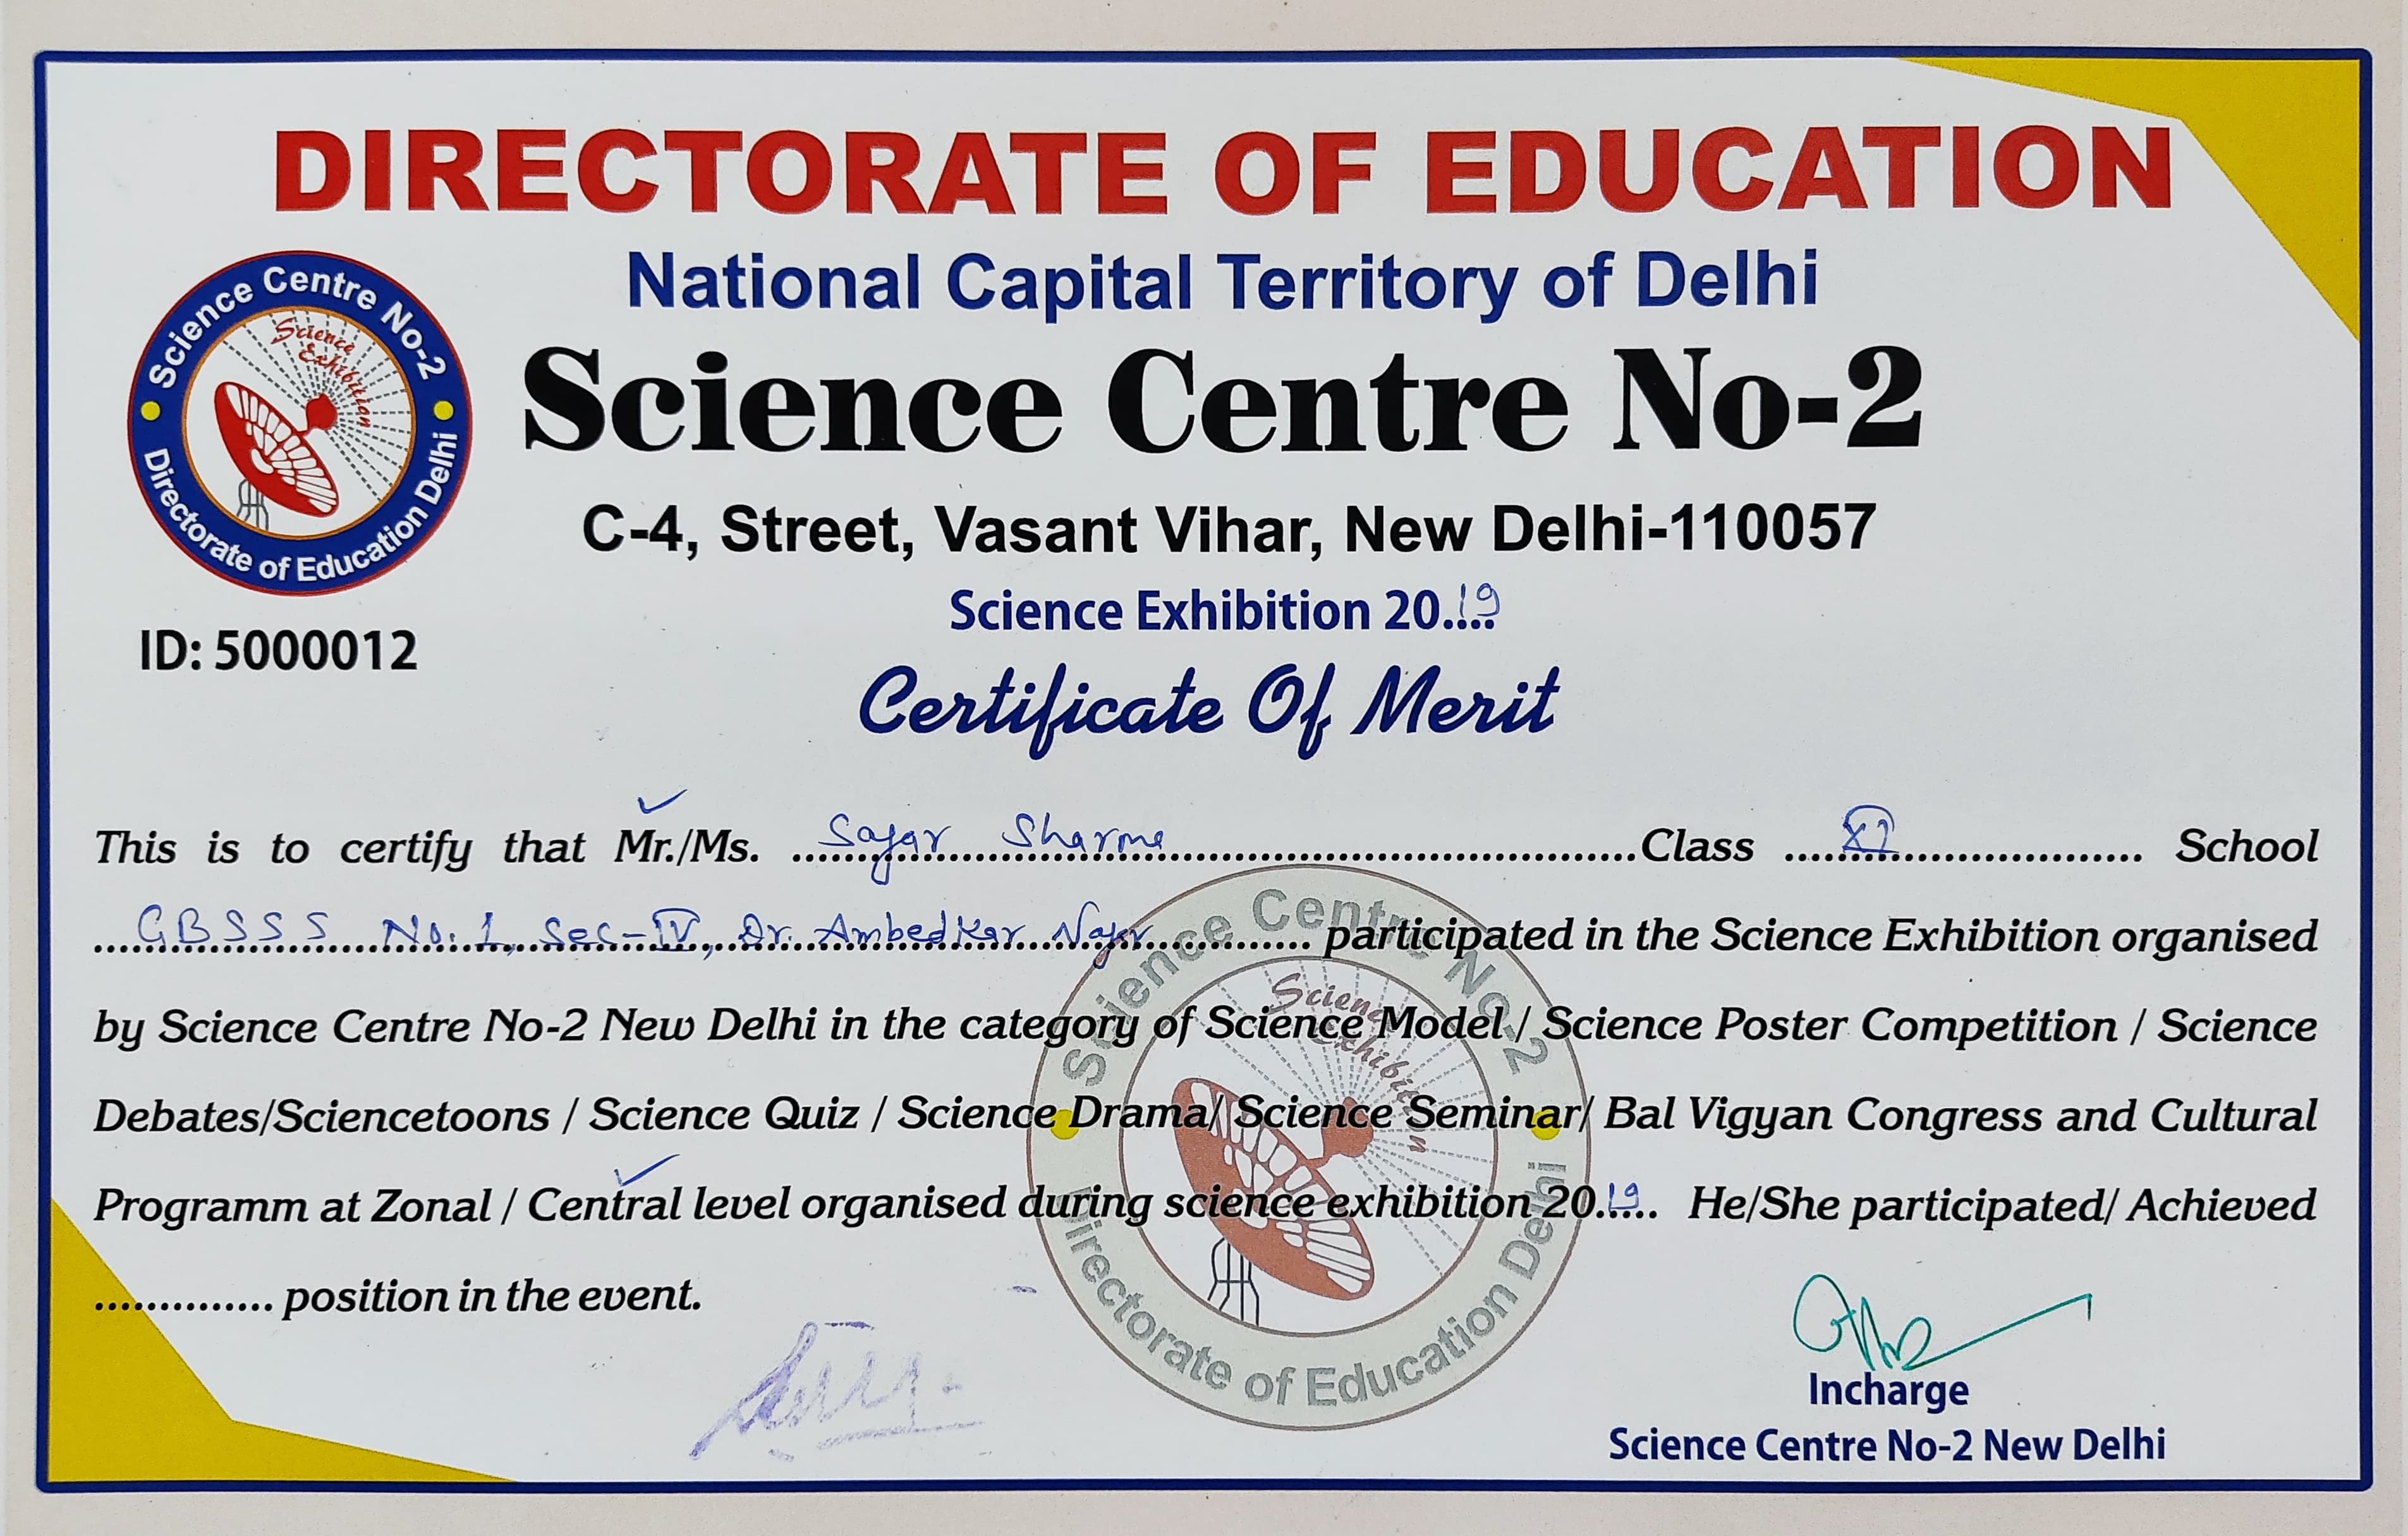 DIRECTORATE OF EDUCATION
National Capital Territory of Delhi
Science Centre No-2
Science Exhibition
Directorate of Education Delhi
Science Centre No-2
C-4, Street, Vasant Vihar, New Delhi-110057
Science Exhibition 20.19
ID: 5000012
Certificate Of Merit
This is to certify that Mr./Ms. Sagar Sharma Class XI School
GBSSS No. 1, Sec-IV, Dr. Ambedkar Nagar participated in the Science Exhibition organised
by Science Centre No-2 New Delhi in the category of Science Model / Science Poster Competition / Science
Debates/Sciencetoons / Science Quiz / Science Drama/ Science Seminar/ Bal Vigyan Congress and Cultural
Programm at Zonal / Central level organised during science exhibition 20.19.. He/She participated/ Achieved
.............. position in the event.
Science Centre No-2
Science Exhibition
Directorate of Education Delhi
Incharge
Science Centre No-2 New Delhi